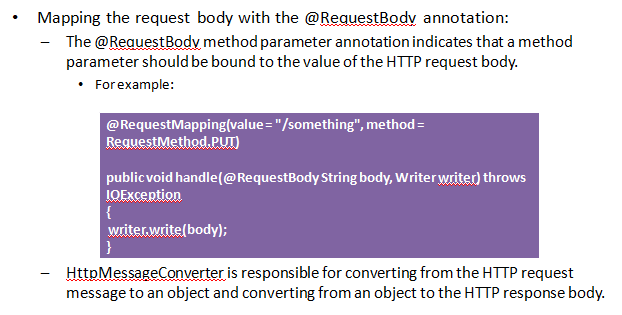 • Mapping the request body with the @RequestBody annotation:
– The @RequestBody method parameter annotation indicates that a method
parameter should be bound to the value of the HTTP request body.
• For example:
@RequestMapping(value = "/something", method =
RequestMethod.PUT)
public void handle(@RequestBody String body, Writer writer) throws
IOException
{
writer.write(body);
}
– HttpMessageConverter is responsible for converting from the HTTP request
message to an object and converting from an object to the HTTP response body.